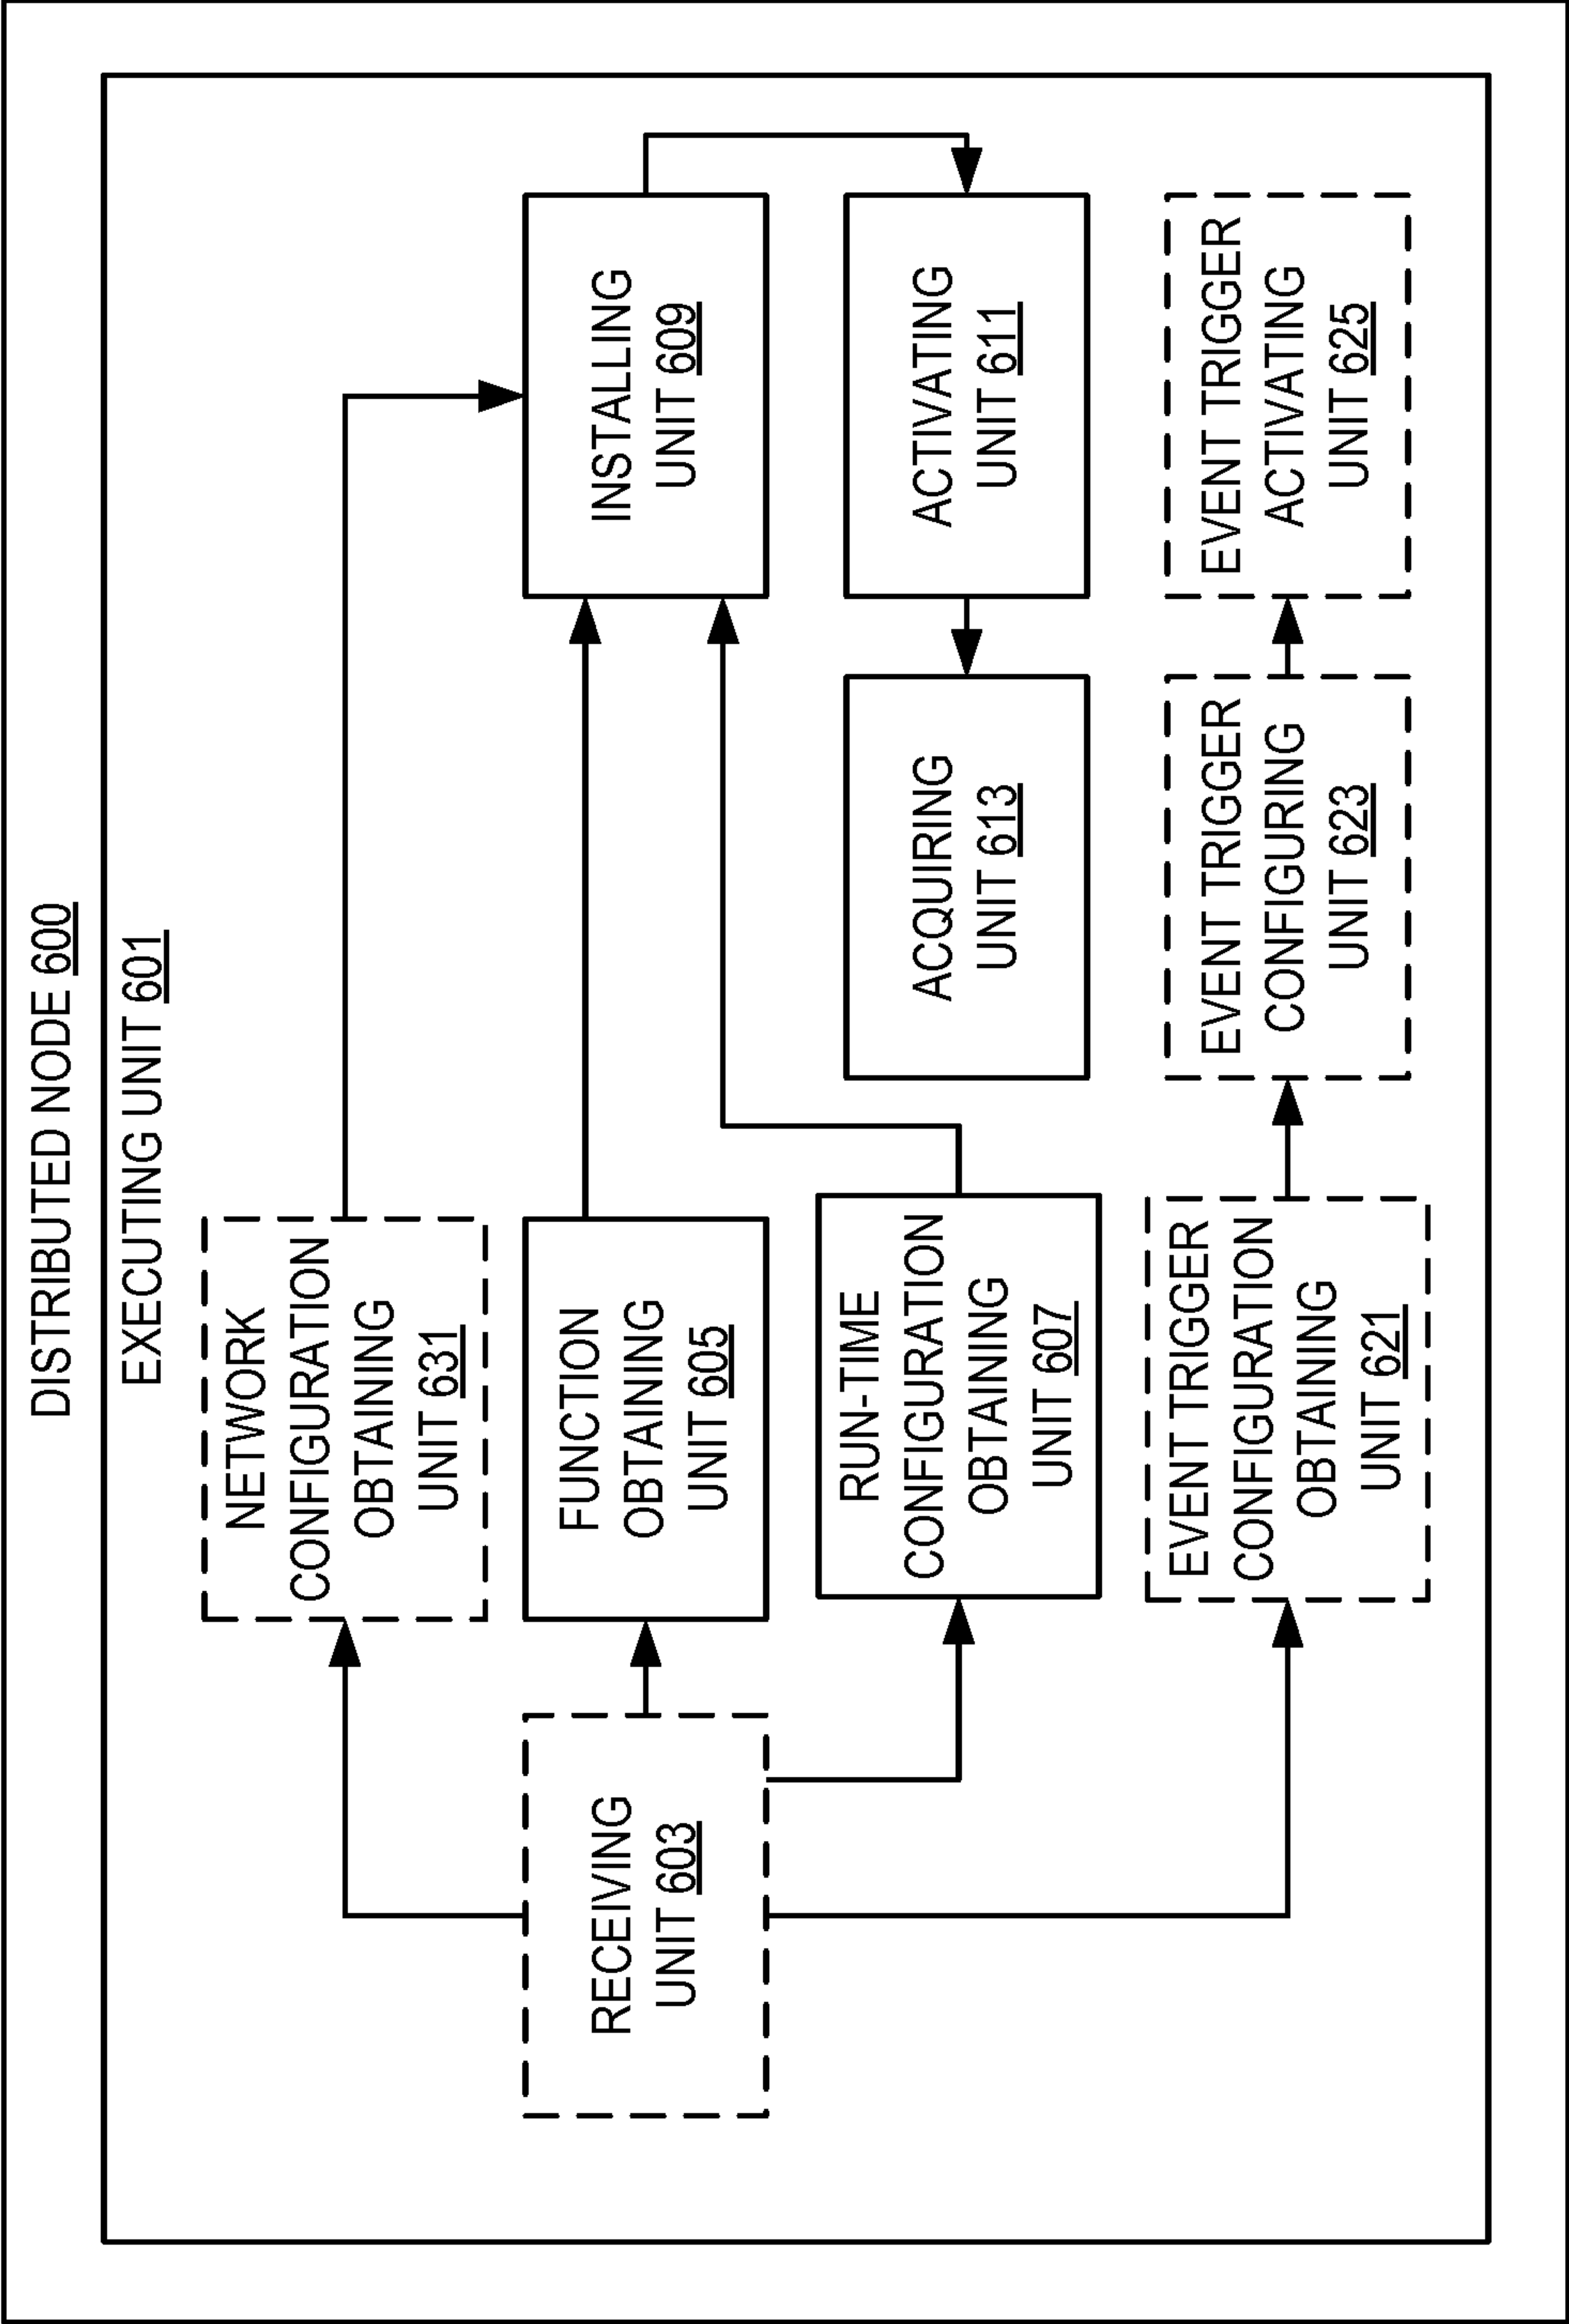 DISTRIBUTED NODE 600
EXECUTING UNIT 601
NETWORK
CONFIGURATION
OBTAINING
UNIT 631
RECEIVING
UNIT 603
FUNCTION
OBTAINING
UNIT 605
INSTALLING
UNIT 609
RUN-TIME
CONFIGURATION
OBTAINING
UNIT 607
ACQUIRING
UNIT 613
ACTIVATING
UNIT 611
EVENT TRIGGER
CONFIGURATION
OBTAINING
UNIT 621
EVENT TRIGGER
CONFIGURING
UNIT 623
EVENT TRIGGER
ACTIVATING
UNIT 625